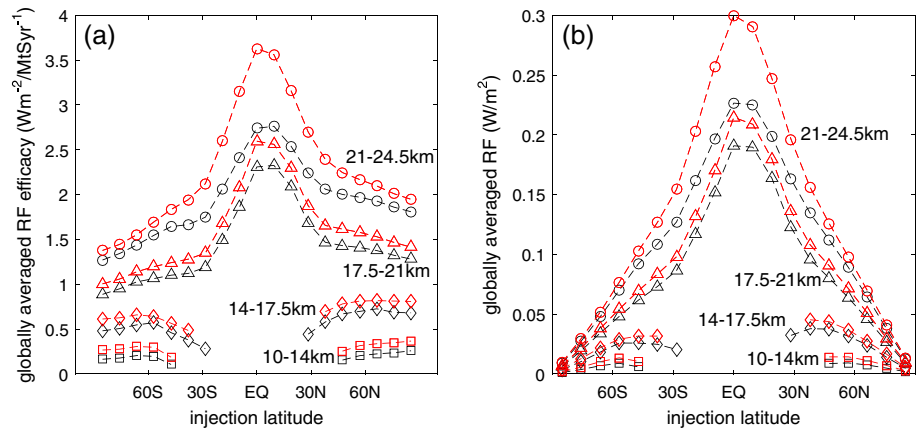 (a)
globally averaged RF efficacy (Wm-2/MtSyr-1)
4
3.5
3
2.5
2
1.5
1
0.5
0
21-24.5km
17.5-21km
14-17.5km
10-14km
60S 30S EQ 30N 60N
injection latitude
(b)
globally averaged RF (W/m2)
0.3
0.25
0.2
0.15
0.1
0.05
0
21-24.5km
17.5-21km
14-17.5km
10-14km
60S 30S EQ 30N 60N
injection latitude